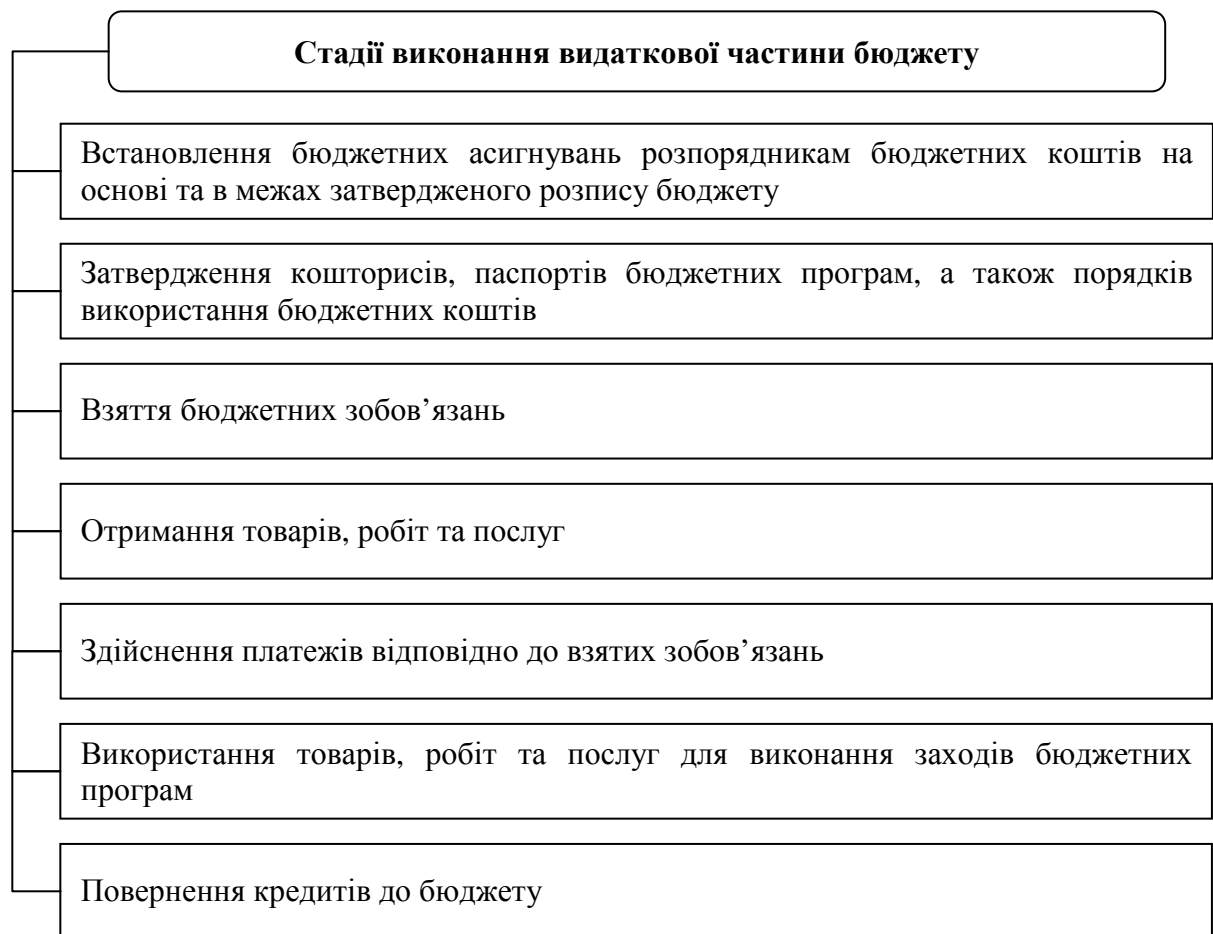 Стадії виконання видаткової частини бюджету
Встановлення бюджетних асигнувань розпорядникам бюджетних коштів на
основі та в межах затвердженого розпису бюджету
Затвердження кошторисів, паспортів бюджетних програм, а також порядків
використання бюджетних коштів
Взяття бюджетних зобов’язань
Отримання товарів, робіт та послуг
Здійснення платежів відповідно до взятих зобов’язань
Використання товарів, робіт та послуг для виконання заходів бюджетних
програм
Повернення кредитів до бюджету